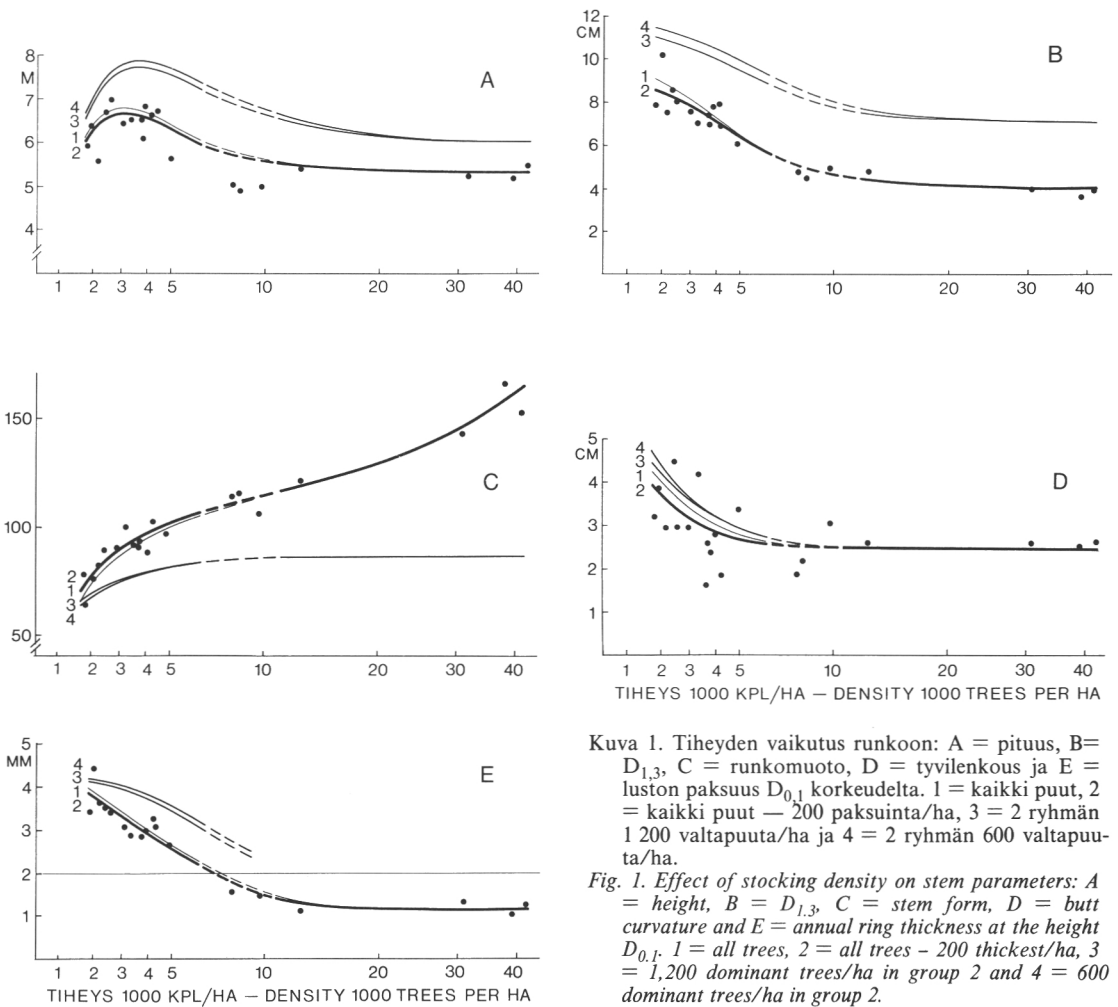 8
M
7
6
5
4
4
3
1
2
A
1 2 3 4 5 10 20 30 40
12
CM
10
8
6
4
2
4
3
1
2
B
1 2 3 4 5 10 20 30 40
150
100
50
2
1
3
4
C
1 2 3 4 5 10 20 30 40
5
CM
4
3
2
1
4
3
1
2
D
1 2 3 4 5 10 20 30 40
TIHEYS 1000 KPL/HA — DENSITY 1000 TREES PER HA
5
MM
4
3
2
1
4
3
1
2
E
1 2 3 4 5 10 20 30 40
TIHEYS 1000 KPL/HA — DENSITY 1000 TREES PER HA
Kuva 1. Tiheyden vaikutus runkoon: A = pituus, B=
D1,3, C = runkomuoto, D = tyvilenkous ja E =
luston paksuus D0,1 korkeudelta. 1 = kaikki puut, 2
= kaikki puut — 200 paksuinta/ha, 3 = 2 ryhmän
1 200 valtapuuta/ha ja 4 = 2 ryhmän 600 valtapuu-
ta/ha.
Fig. 1. Effect of stocking density on stem parameters: A
= height, B = D1.3, C = stem form, D = butt
curvature and E = annual ring thickness at the height
D0.1. 1 = all trees, 2 = all trees – 200 thickest/ha, 3
= 1,200 dominant trees/ha in group 2 and 4 = 600
dominant trees/ha in group 2.